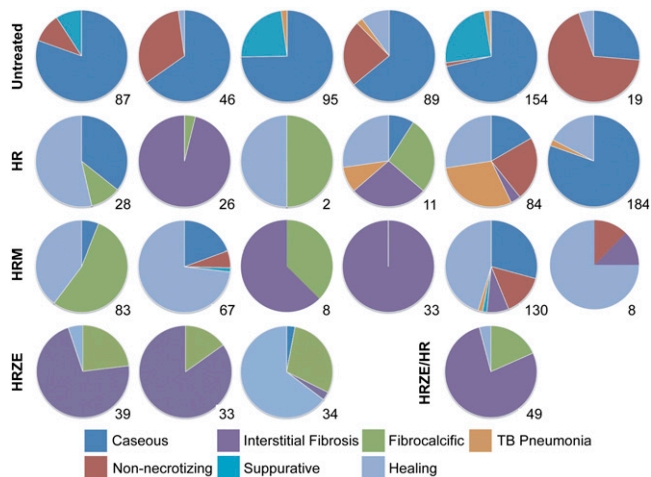 Untreated
87 46 95 89 154 19
HR
28 26 2 11 84 184
HRM
83 67 8 33 130 8
HRZE
39 33 34
HRZE/HR
49
Caseous Interstitial Fibrosis Fibrocalcific TB Pneumonia
Non-necrotizing Suppurative Healing